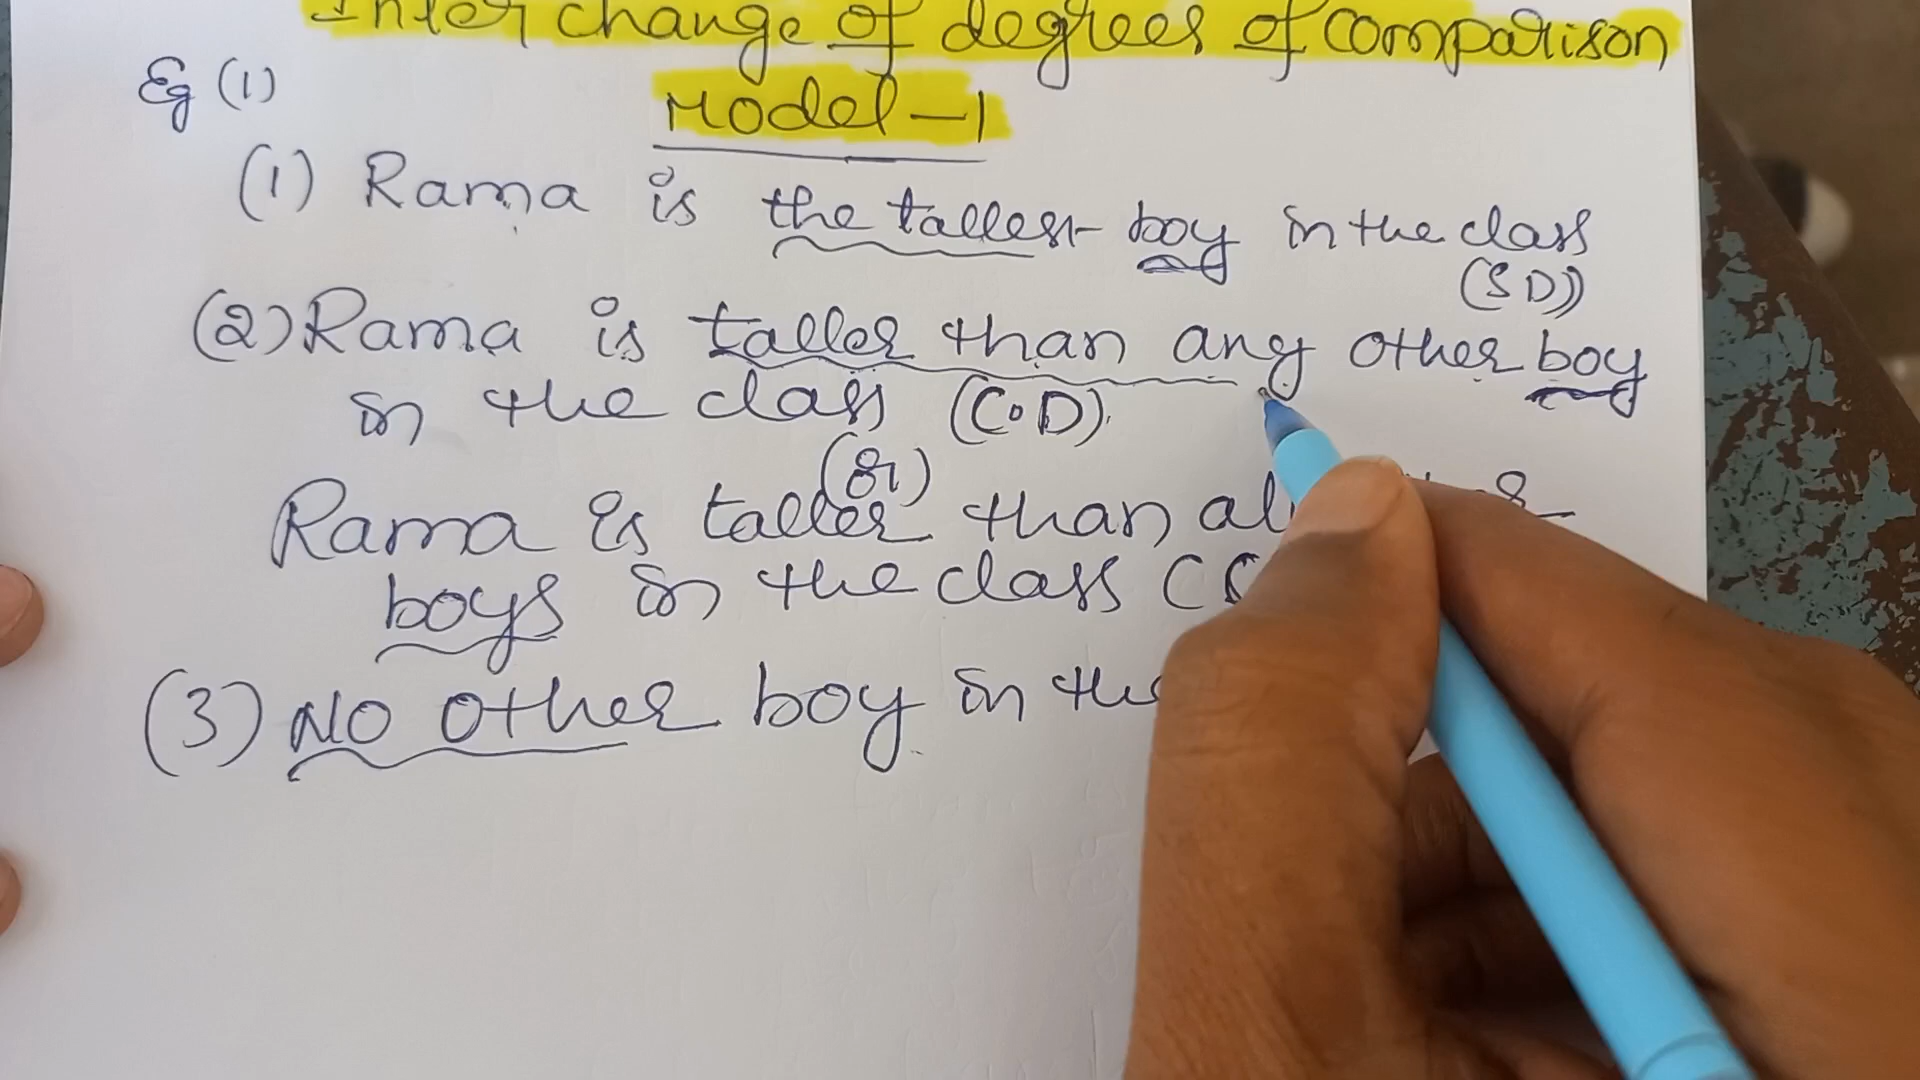 Inter change of degrees of comparison
Model-1
Eg (1)
(1) Rama is the tallest boy in the class
(SD))
(2) Rama is taller than any other boy
in the class (C.D).
(or)
Rama is taller than
boys in the class
(3) NO other boy in the